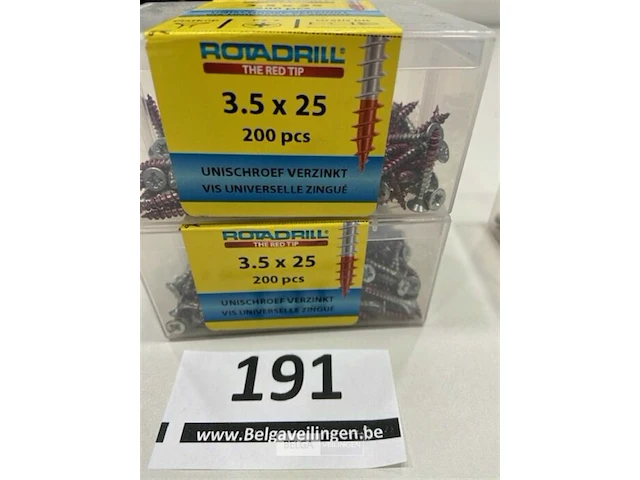 ROTADRILL®
THE RED TIP
3.5 x 25
200 pcs
UNISCHROEF VERZINKT
VIS UNIVERSELLE ZINGUÉ
ROTADRILL
THE RED TIP
3.5 x 25
200 pcs
UNISCHROEF VERZINKT
VIS UNIVERSELLE ZINGUÉ
191
www.Belgaveilingen.be
BELGA